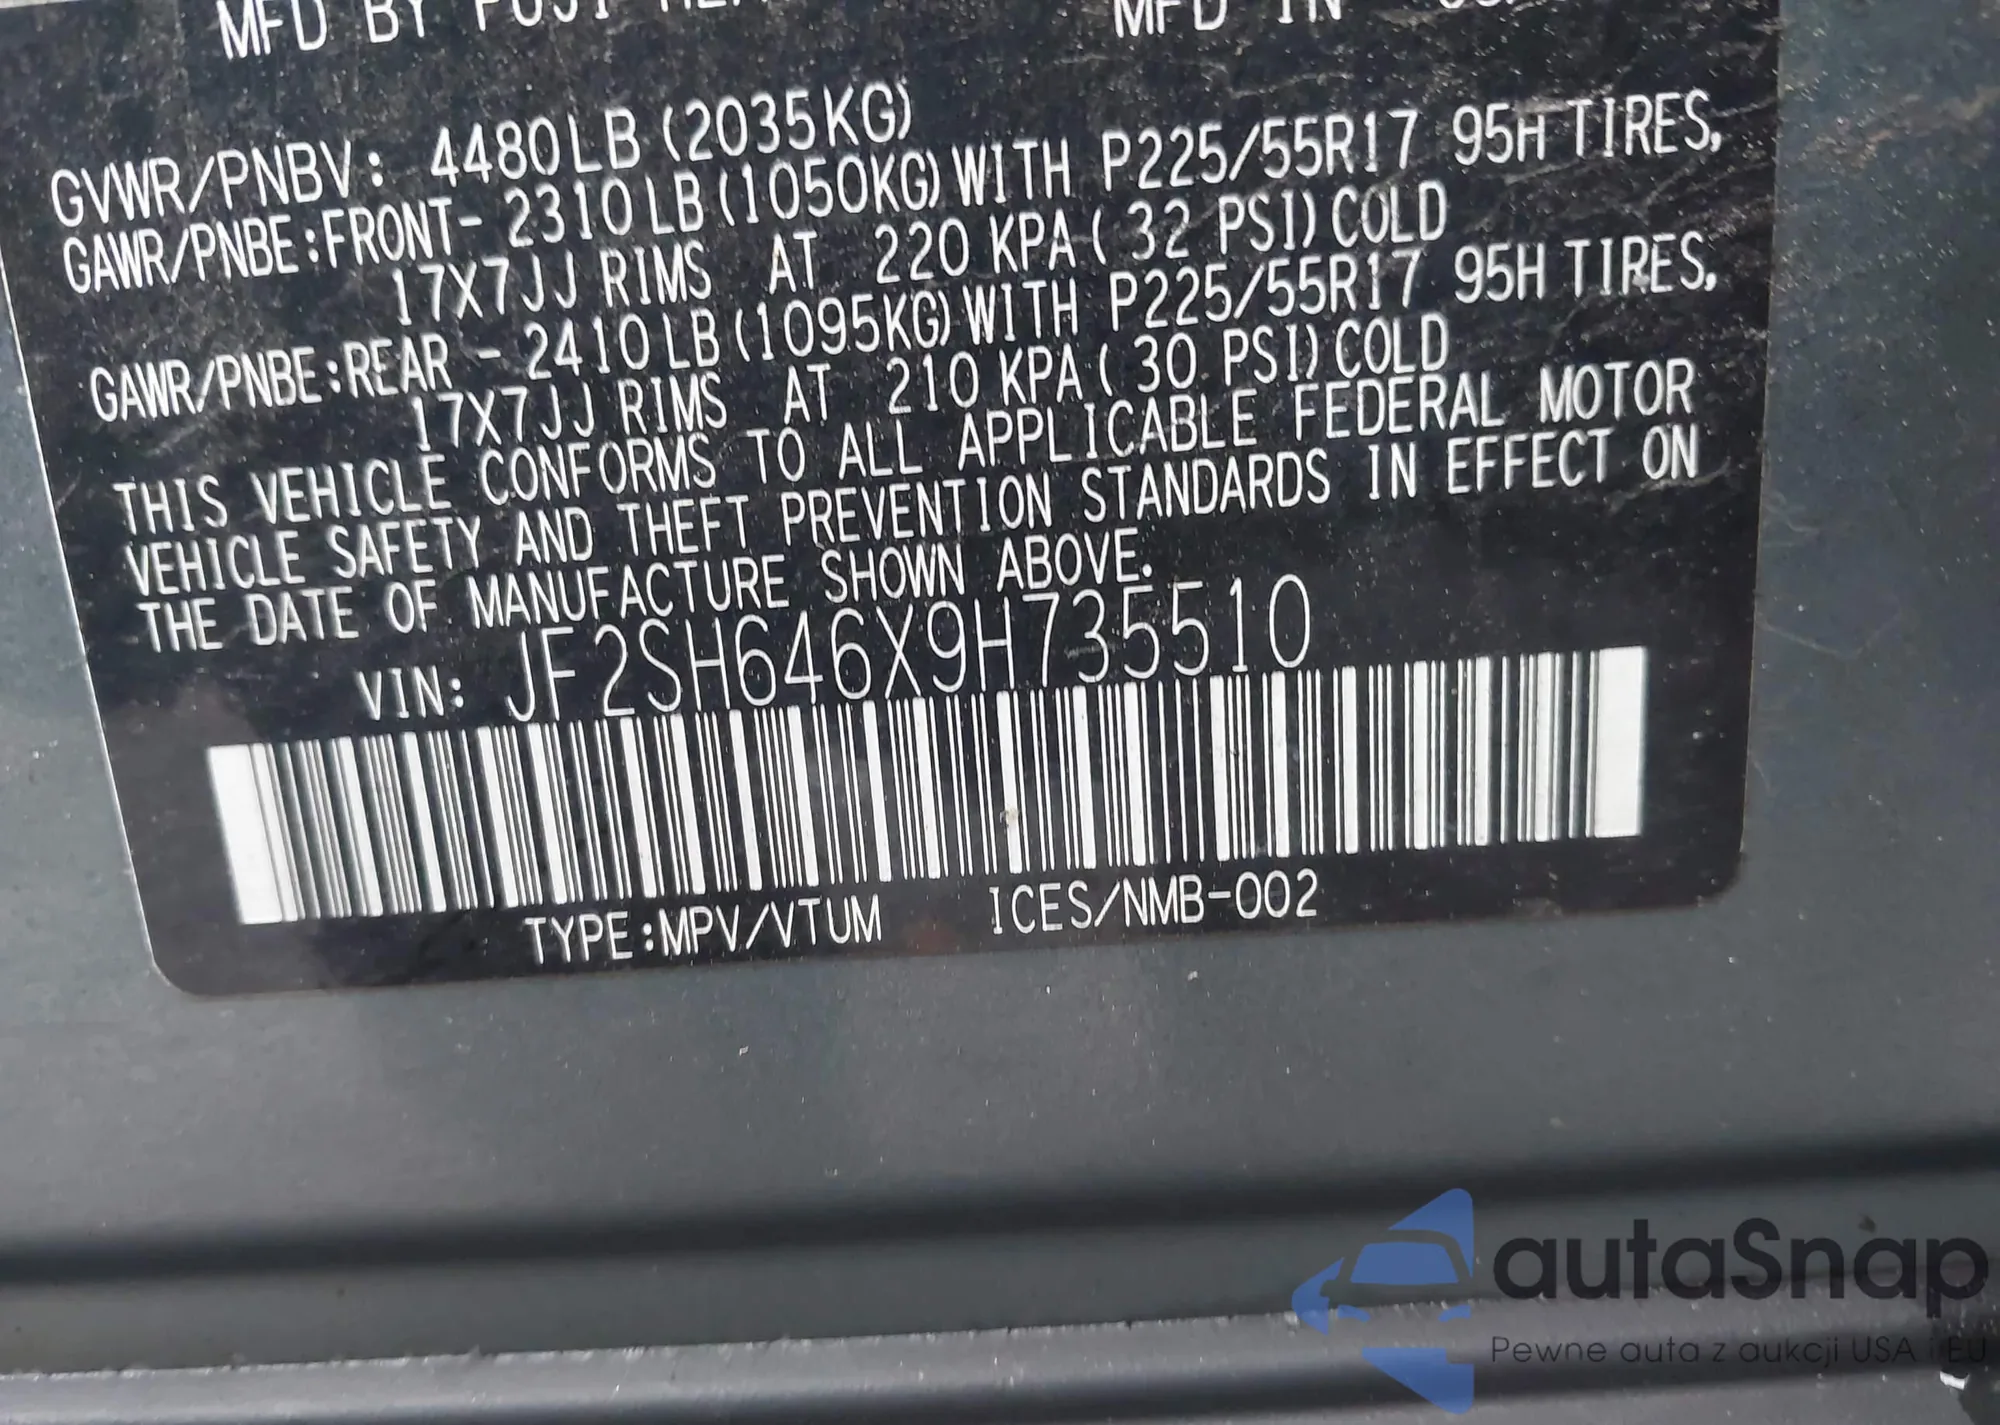 MFD BY FUJI
MFD IN
GVWR/PNBV: 4480LB (2035KG)
GAWR/PNBE:FRONT- 2310LB (1050KG) WITH P225/55R17 95H TIRES,
17X7JJ RIMS AT 220 KPA ( 32 PSI) COLD
GAWR/PNBE:REAR - 2410LB (1095KG) WITH P225/55R17 95H TIRES,
17X7JJ RIMS AT 210 KPA ( 30 PSI) COLD
THIS VEHICLE CONFORMS TO ALL APPLICABLE FEDERAL MOTOR
VEHICLE SAFETY AND THEFT PREVENTION STANDARDS IN EFFECT ON
THE DATE OF MANUFACTURE SHOWN ABOVE.
VIN: JF2SH646X9H735510
TYPE:MPV/VTUM ICES/NMB-002
autaSnap
Pewne auta z aukcji USA i EU